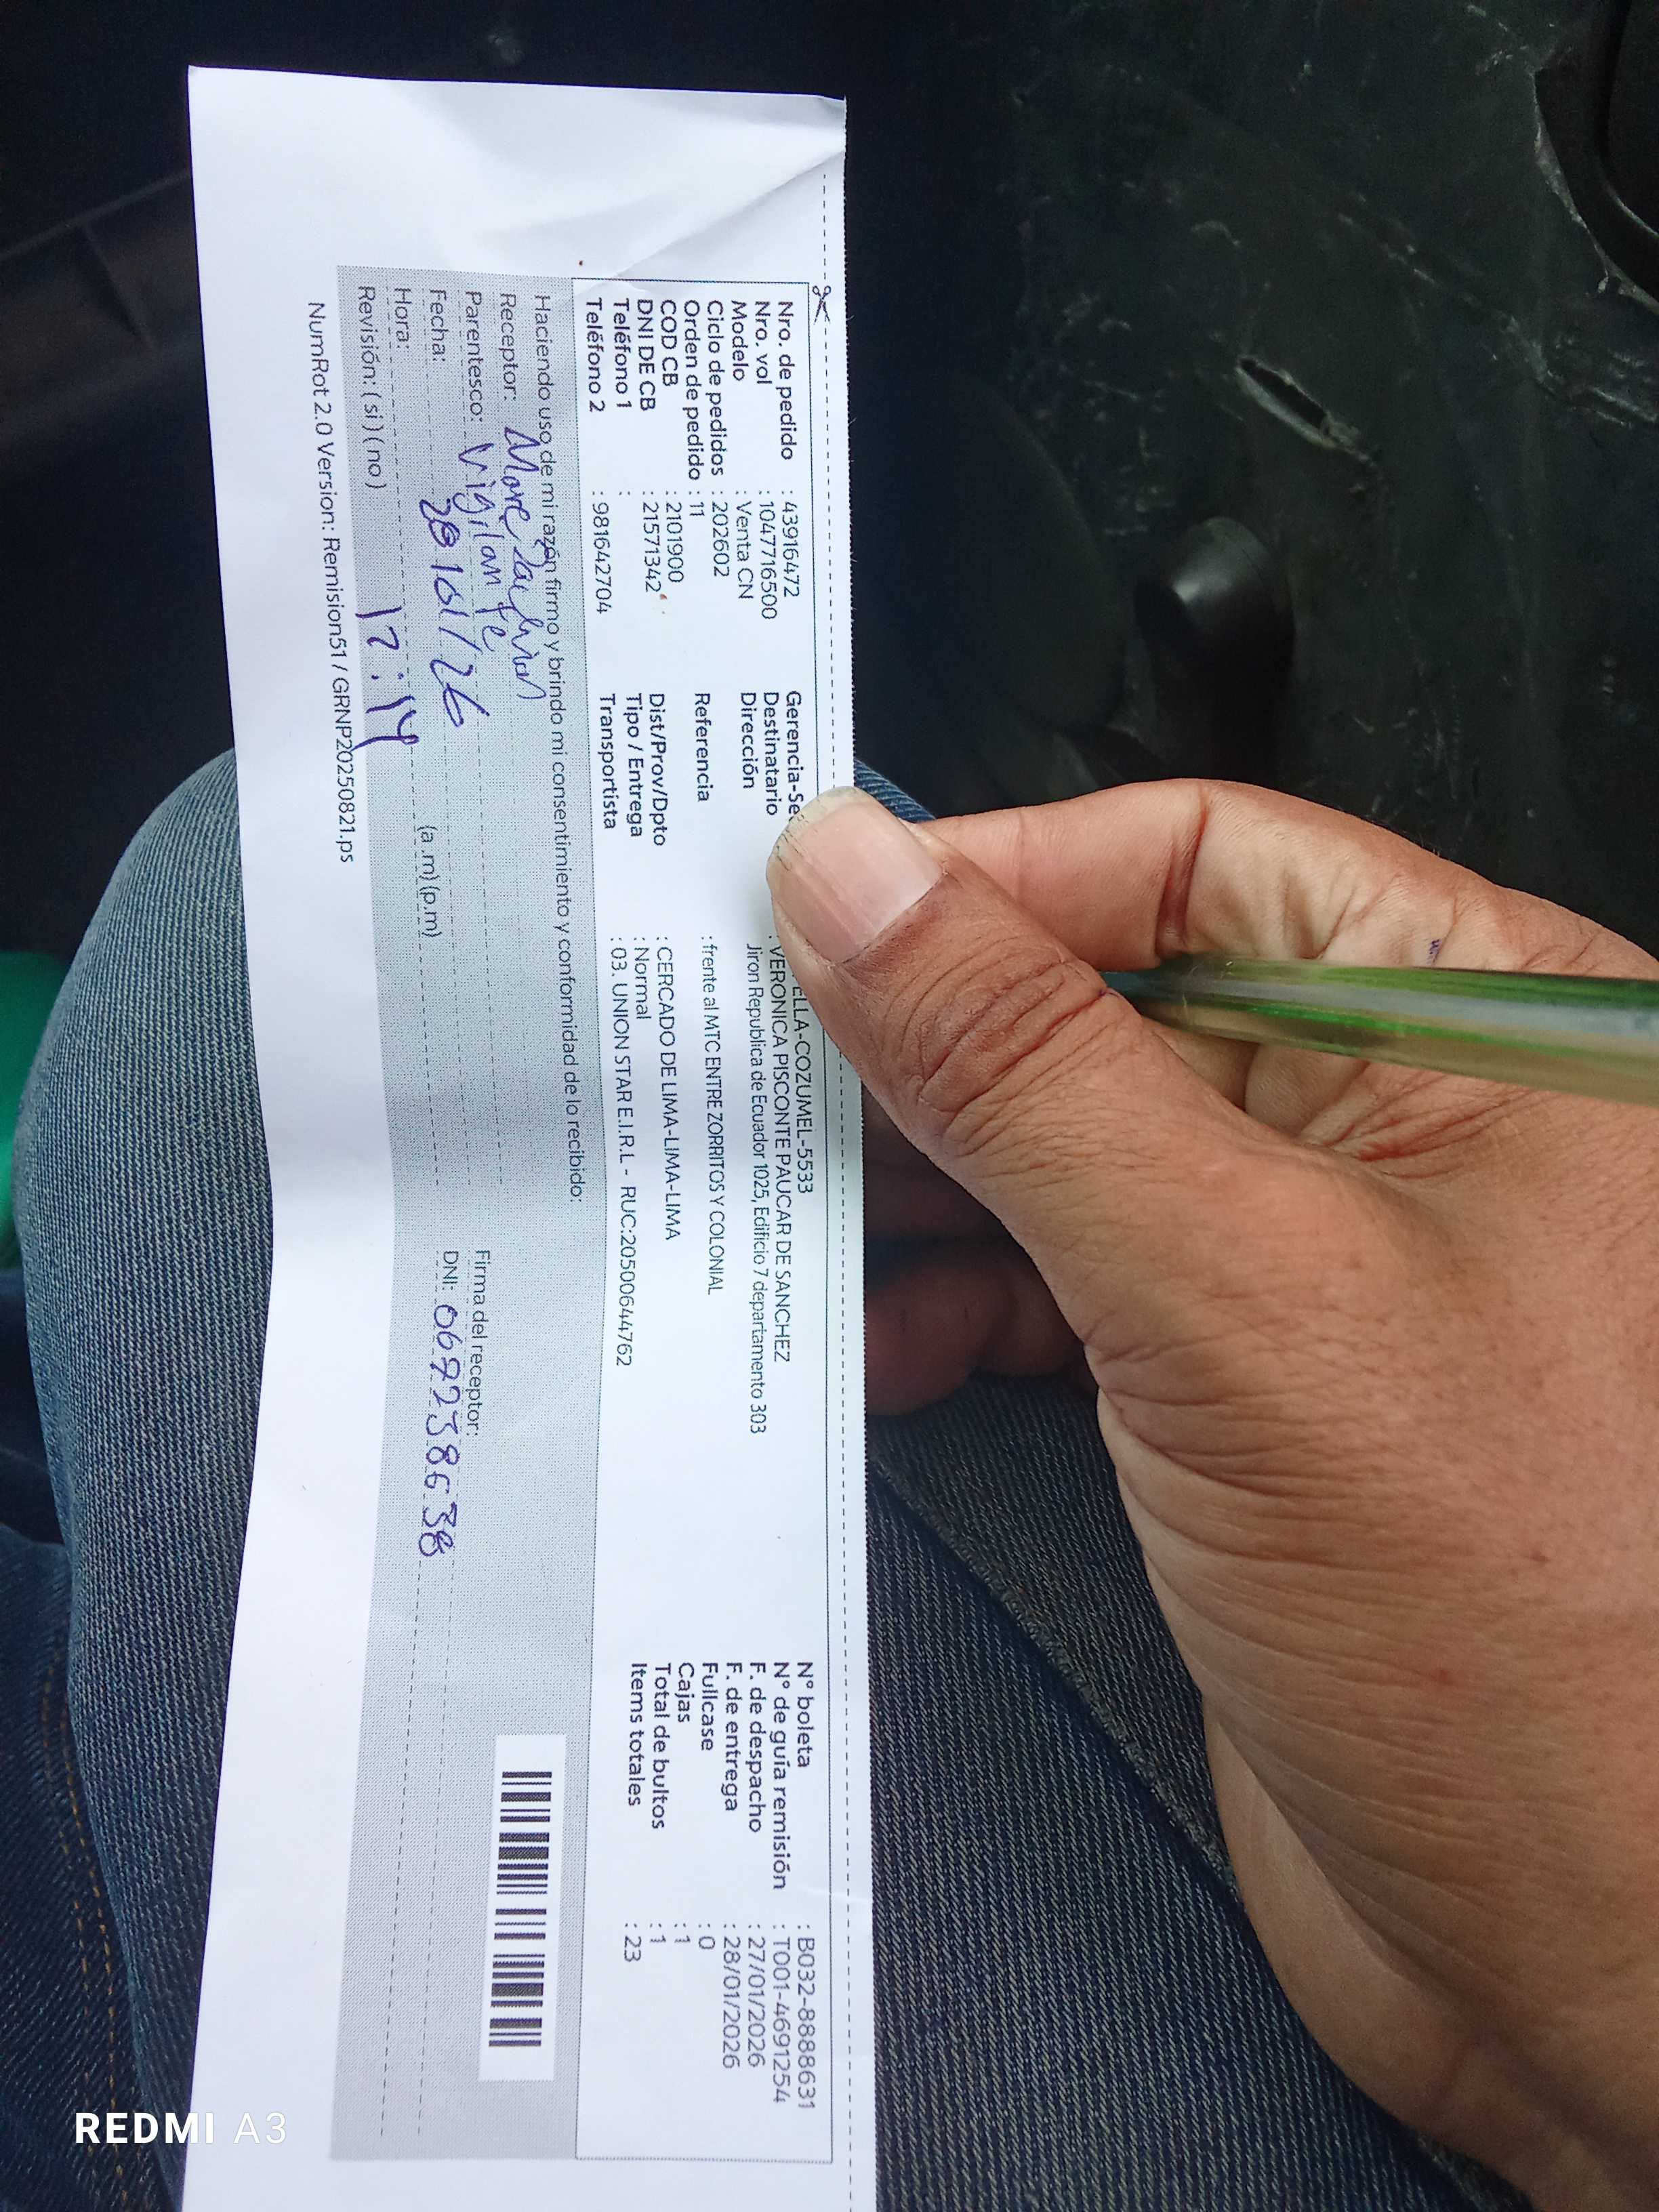 Nro. de pedido : 43916472
Nro. vol : 1047716500
Modelo : Venta CN
Ciclo de pedidos : 202602
Orden de pedido : 11
COD CB : 2101900
DNI DE CB : 21571342
Teléfono 1 :
Teléfono 2 : 981642704
Gerencia-Se ELLA-COZUMEL-5533
Destinatario : VERONICA PISCONTE PAUCAR DE SANCHEZ
Dirección Jiron Republica de Ecuador 1025, Edificio 7 departamento 303
Referencia : frente al MTC ENTRE ZORRITOS Y COLONIAL
Dist/Prov/Dpto : CERCADO DE LIMA-LIMA-LIMA
Tipo / Entrega : Normal
Transportista : 03. UNION STAR E.I.R.L - RUC:20500644762
N° boleta : B032-8888631
N° de guía remisión : T001-4691254
F. de despacho : 27/01/2026
F. de entrega : 28/01/2026
Fullcase : 0
Cajas : 1
Total de bultos : 1
Items totales : 23
Haciendo uso de mi razón firmo y brindo mi consentimiento y conformidad de lo recibido:
Receptor:
Parentesco: Vigilante
Fecha: 28/01/26
Hora: 17:14 (a .m) (p.m)
Revisión: ( si ) ( no )
Firma del receptor:
DNI:
NumRot 2.0 Version: Remision51 / GRNP20250821.ps
REDMI A3